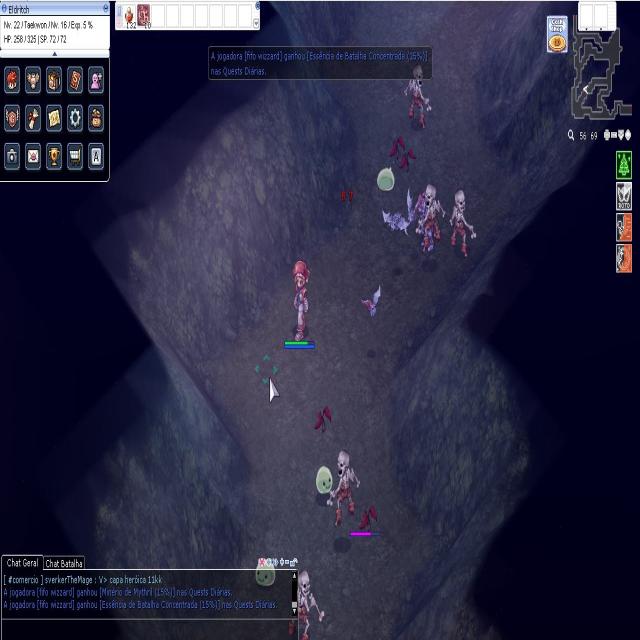 Eldritch
Nv. 22 / Taekwon / Nv. 16 / Exp. 5 %
HP. 258 / 325 | SP. 72 / 72
A jogadora [fifo wizzard] ganhou [Essência de Batalha Concentrada (15%)]
nas Quests Diárias.
56 69
Chat Geral Chat Batalha
[ #comercio ] sverkerTheMage : V> capa heróica 11kk
A jogadora [fifo wizzard] ganhou [Minério de Mythril (15%)] nas Quests Diárias.
A jogadora [fifo wizzard] ganhou [Essência de Batalha Concentrada (15%)] nas Quests Diárias.